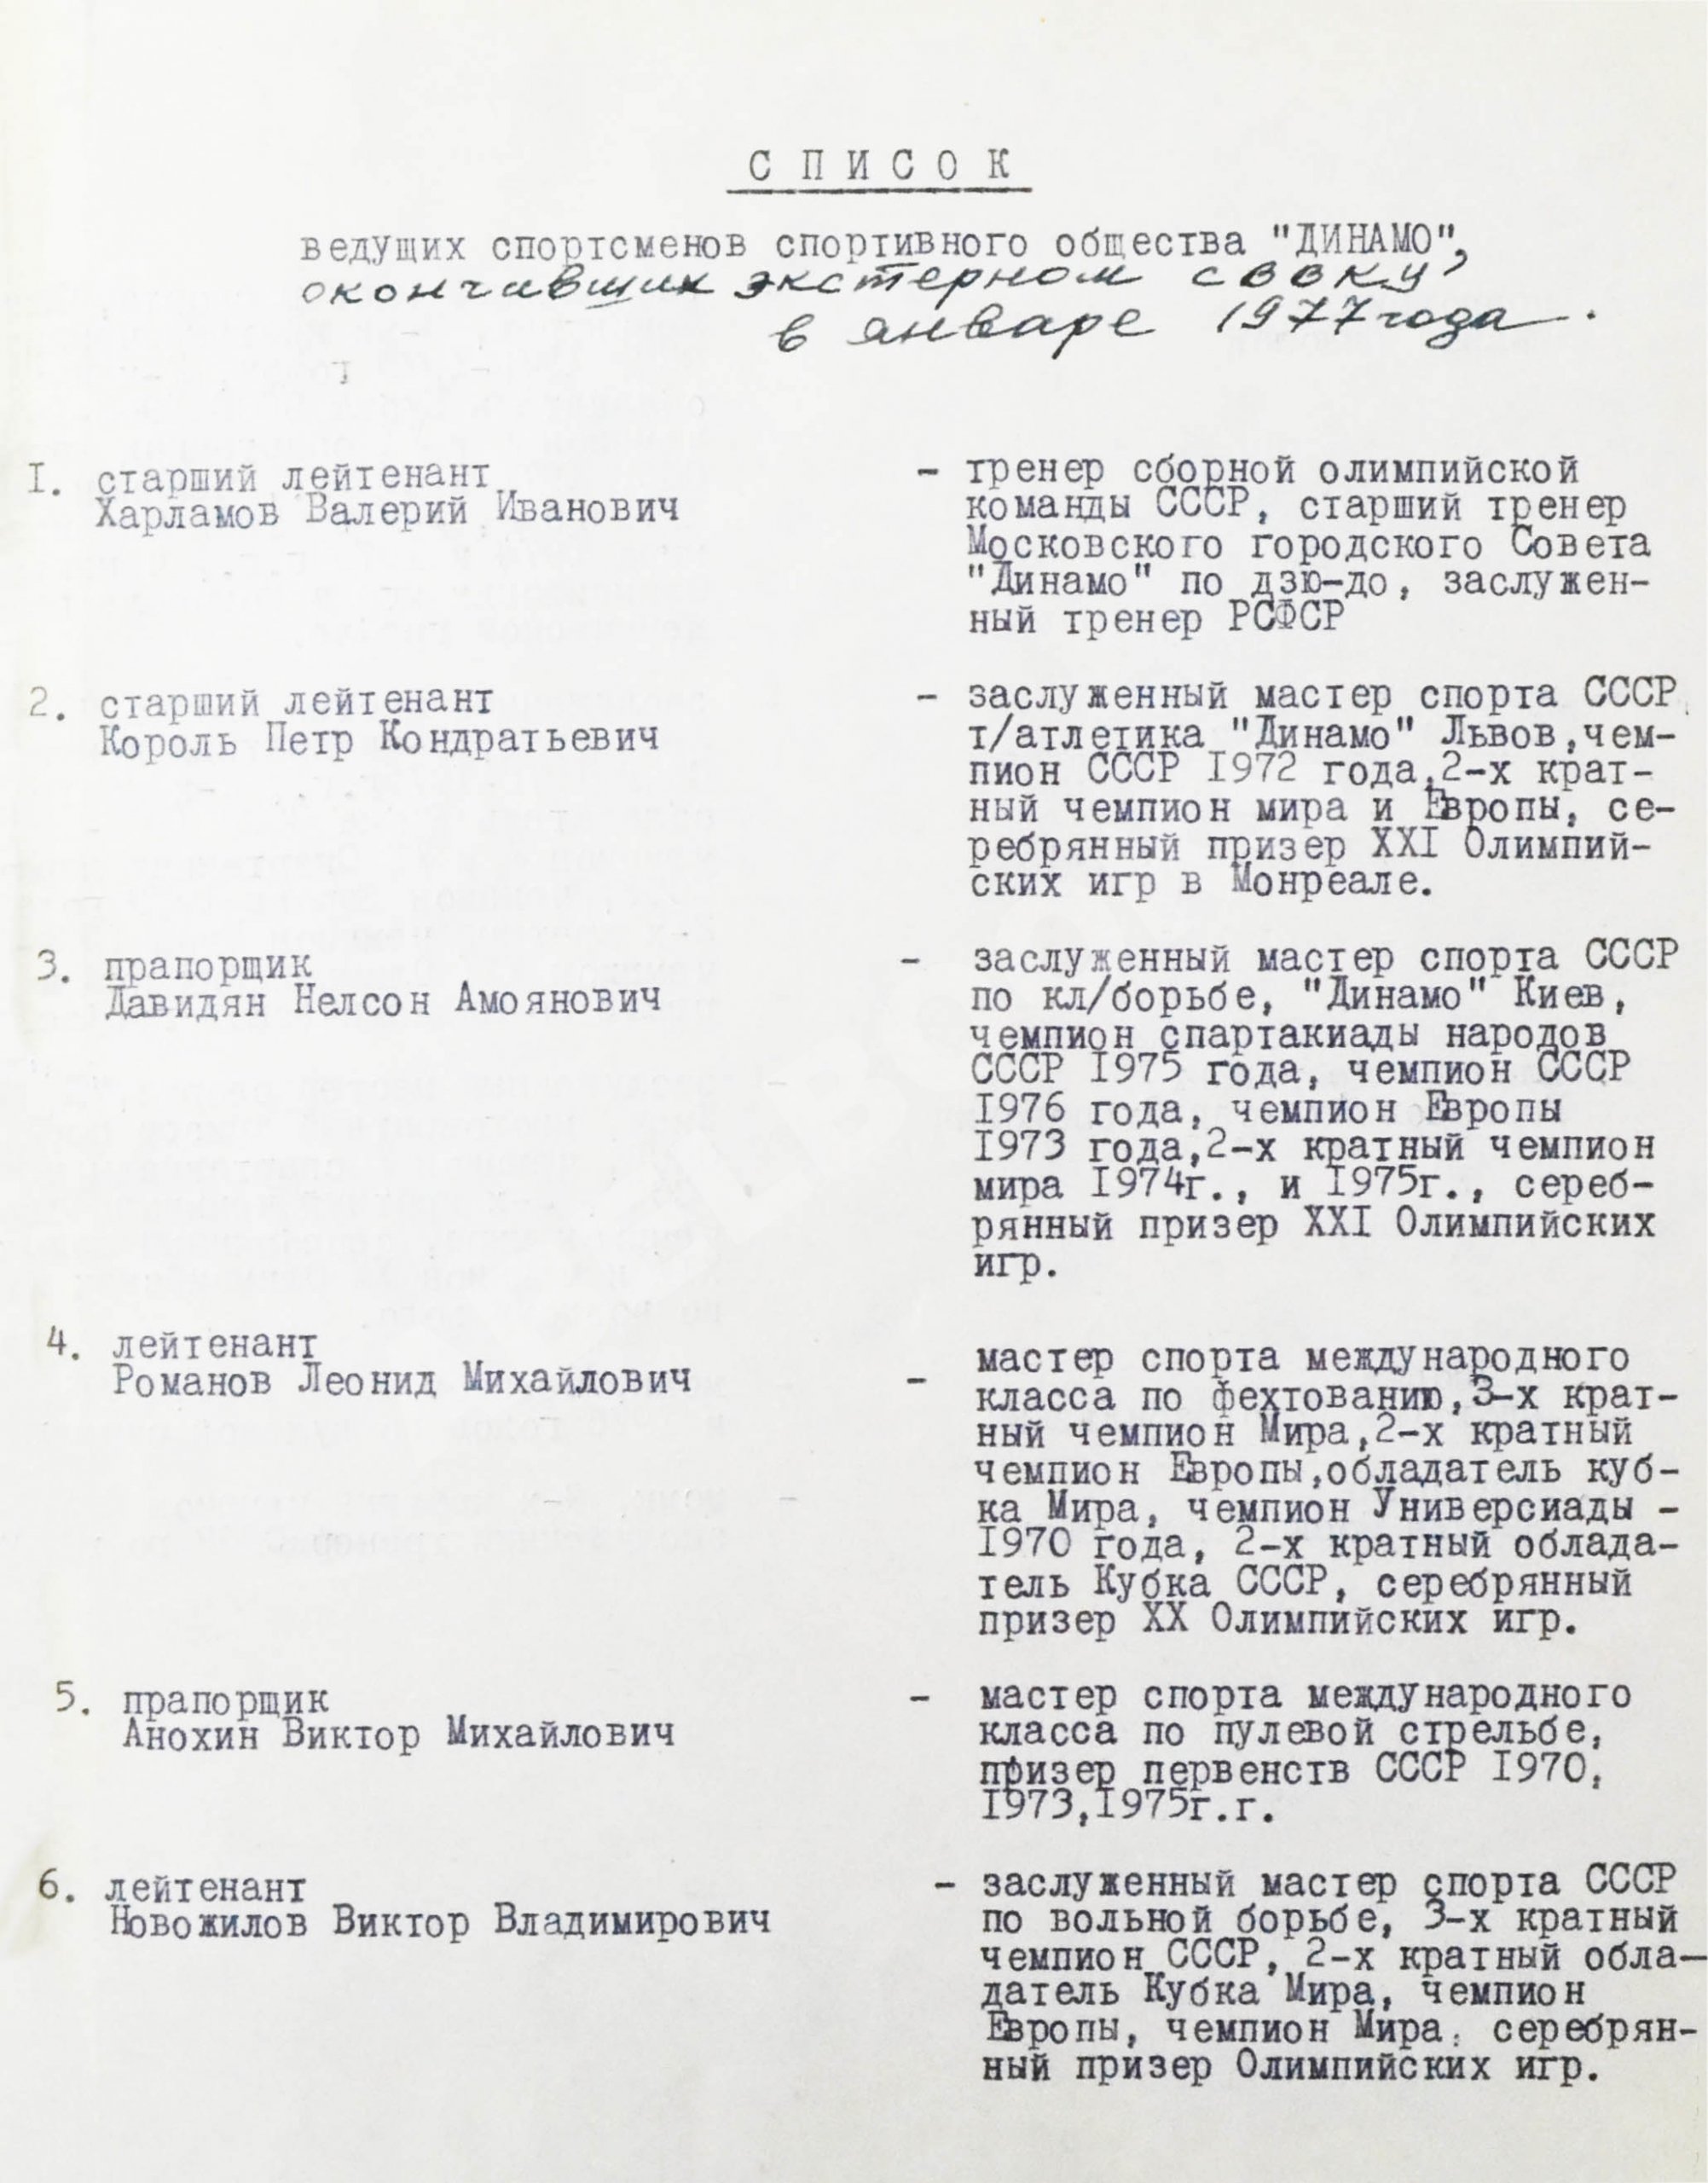 СПИСОК
ведущих спортсменов спортивного общества "ДИНАМО",
окончивших экстерном СВВКУ
в январе 1977 года.
I. старший лейтенант
Харламов Валерий Иванович
- тренер сборной олимпийской
команды СССР, старший тренер
Московского городского Совета
"Динамо" по дзю-до, заслужен-
ный тренер РСФСР
2. старший лейтенант
Король Петр Кондратьевич
- заслуженный мастер спорта СССР
т/атлетика "Динамо" Львов,чем-
пион СССР I972 года,2-х крат-
ный чемпион мира и Европы, се-
ребрянный призер XXI Олимпий-
ских игр в Монреале.
3. прапорщик
Давидян Нелсон Амоянович
- заслуженный мастер спорта СССР
по кл/борьбе, "Динамо" Киев,
чемпион спартакиады народов
СССР I975 года, чемпион СССР
I976 года, чемпион Европы
I973 года,2-х кратный чемпион
мира I974г., и I975г., сереб-
рянный призер XXI Олимпийских
игр.
4. лейтенант
Романов Леонид Михайлович
- мастер спорта международного
класса по фехтованию,3-х крат-
ный чемпион Мира,2-х кратный
чемпион Европы,обладатель куб-
ка Мира, чемпион Универсиады -
I970 года, 2-х кратный облада-
тель Кубка СССР, серебрянный
призер XX Олимпийских игр.
5. прапорщик
Анохин Виктор Михайлович
- мастер спорта международного
класса по пулевой стрельбе,
призер первенств СССР I970,
I973,I975г.г.
6. лейтенант
Новожилов Виктор Владимирович
- заслуженный мастер спорта СССР
по вольной борьбе, 3-х кратный
чемпион СССР, 2-х кратный обла-
датель Кубка Мира, чемпион
Европы, чемпион Мира, серебрян-
ный призер Олимпийских игр.